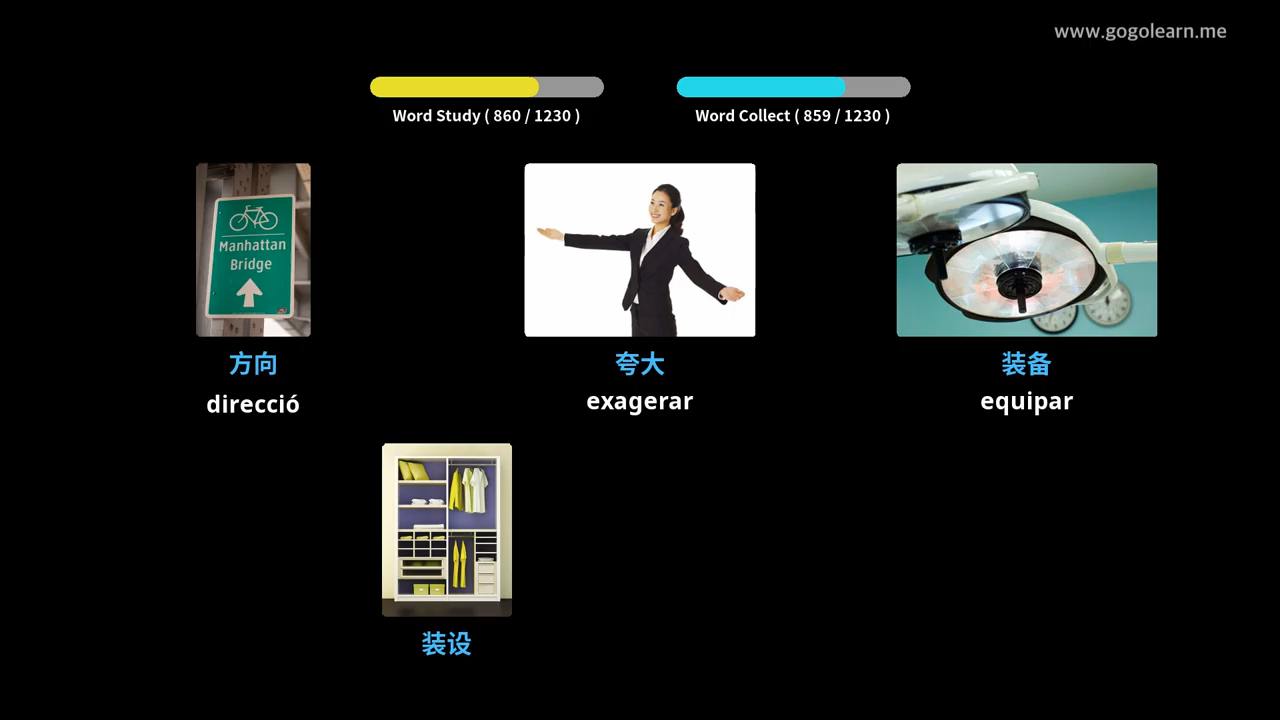 www.gogolearn.me
Word Study ( 860 / 1230 )
Word Collect ( 859 / 1230 )
Manhattan
Bridge
方向
夸大
装备
direcció
exagerar
equipar
装设